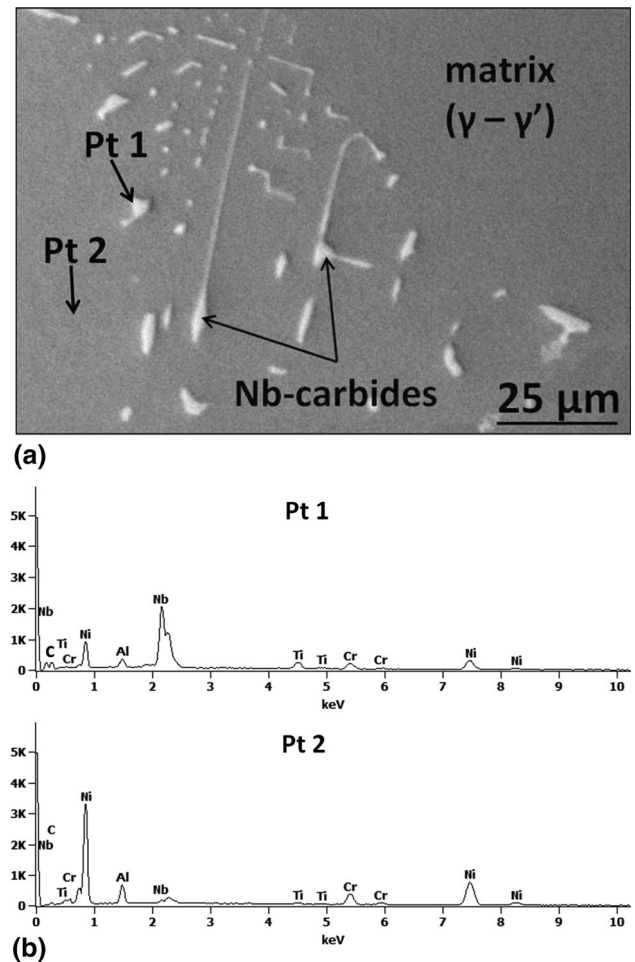 matrix
(γ – γ')
Pt 1
Pt 2
Nb-carbides
25 µm
(a)
Pt 1
5K
4K
3K
2K
1K
0
Nb
C
Ti
Cr
Ni
Al
Nb
Ti
Ti
Cr
Cr
Ni
Ni
0 1 2 3 4 5 6 7 8 9 10
keV
Pt 2
5K
4K
3K
2K
1K
0
C
Nb
Cr
Ti
Ni
Al
Nb
Ti
Ti
Cr
Cr
Ni
Ni
0 1 2 3 4 5 6 7 8 9 10
keV
(b)